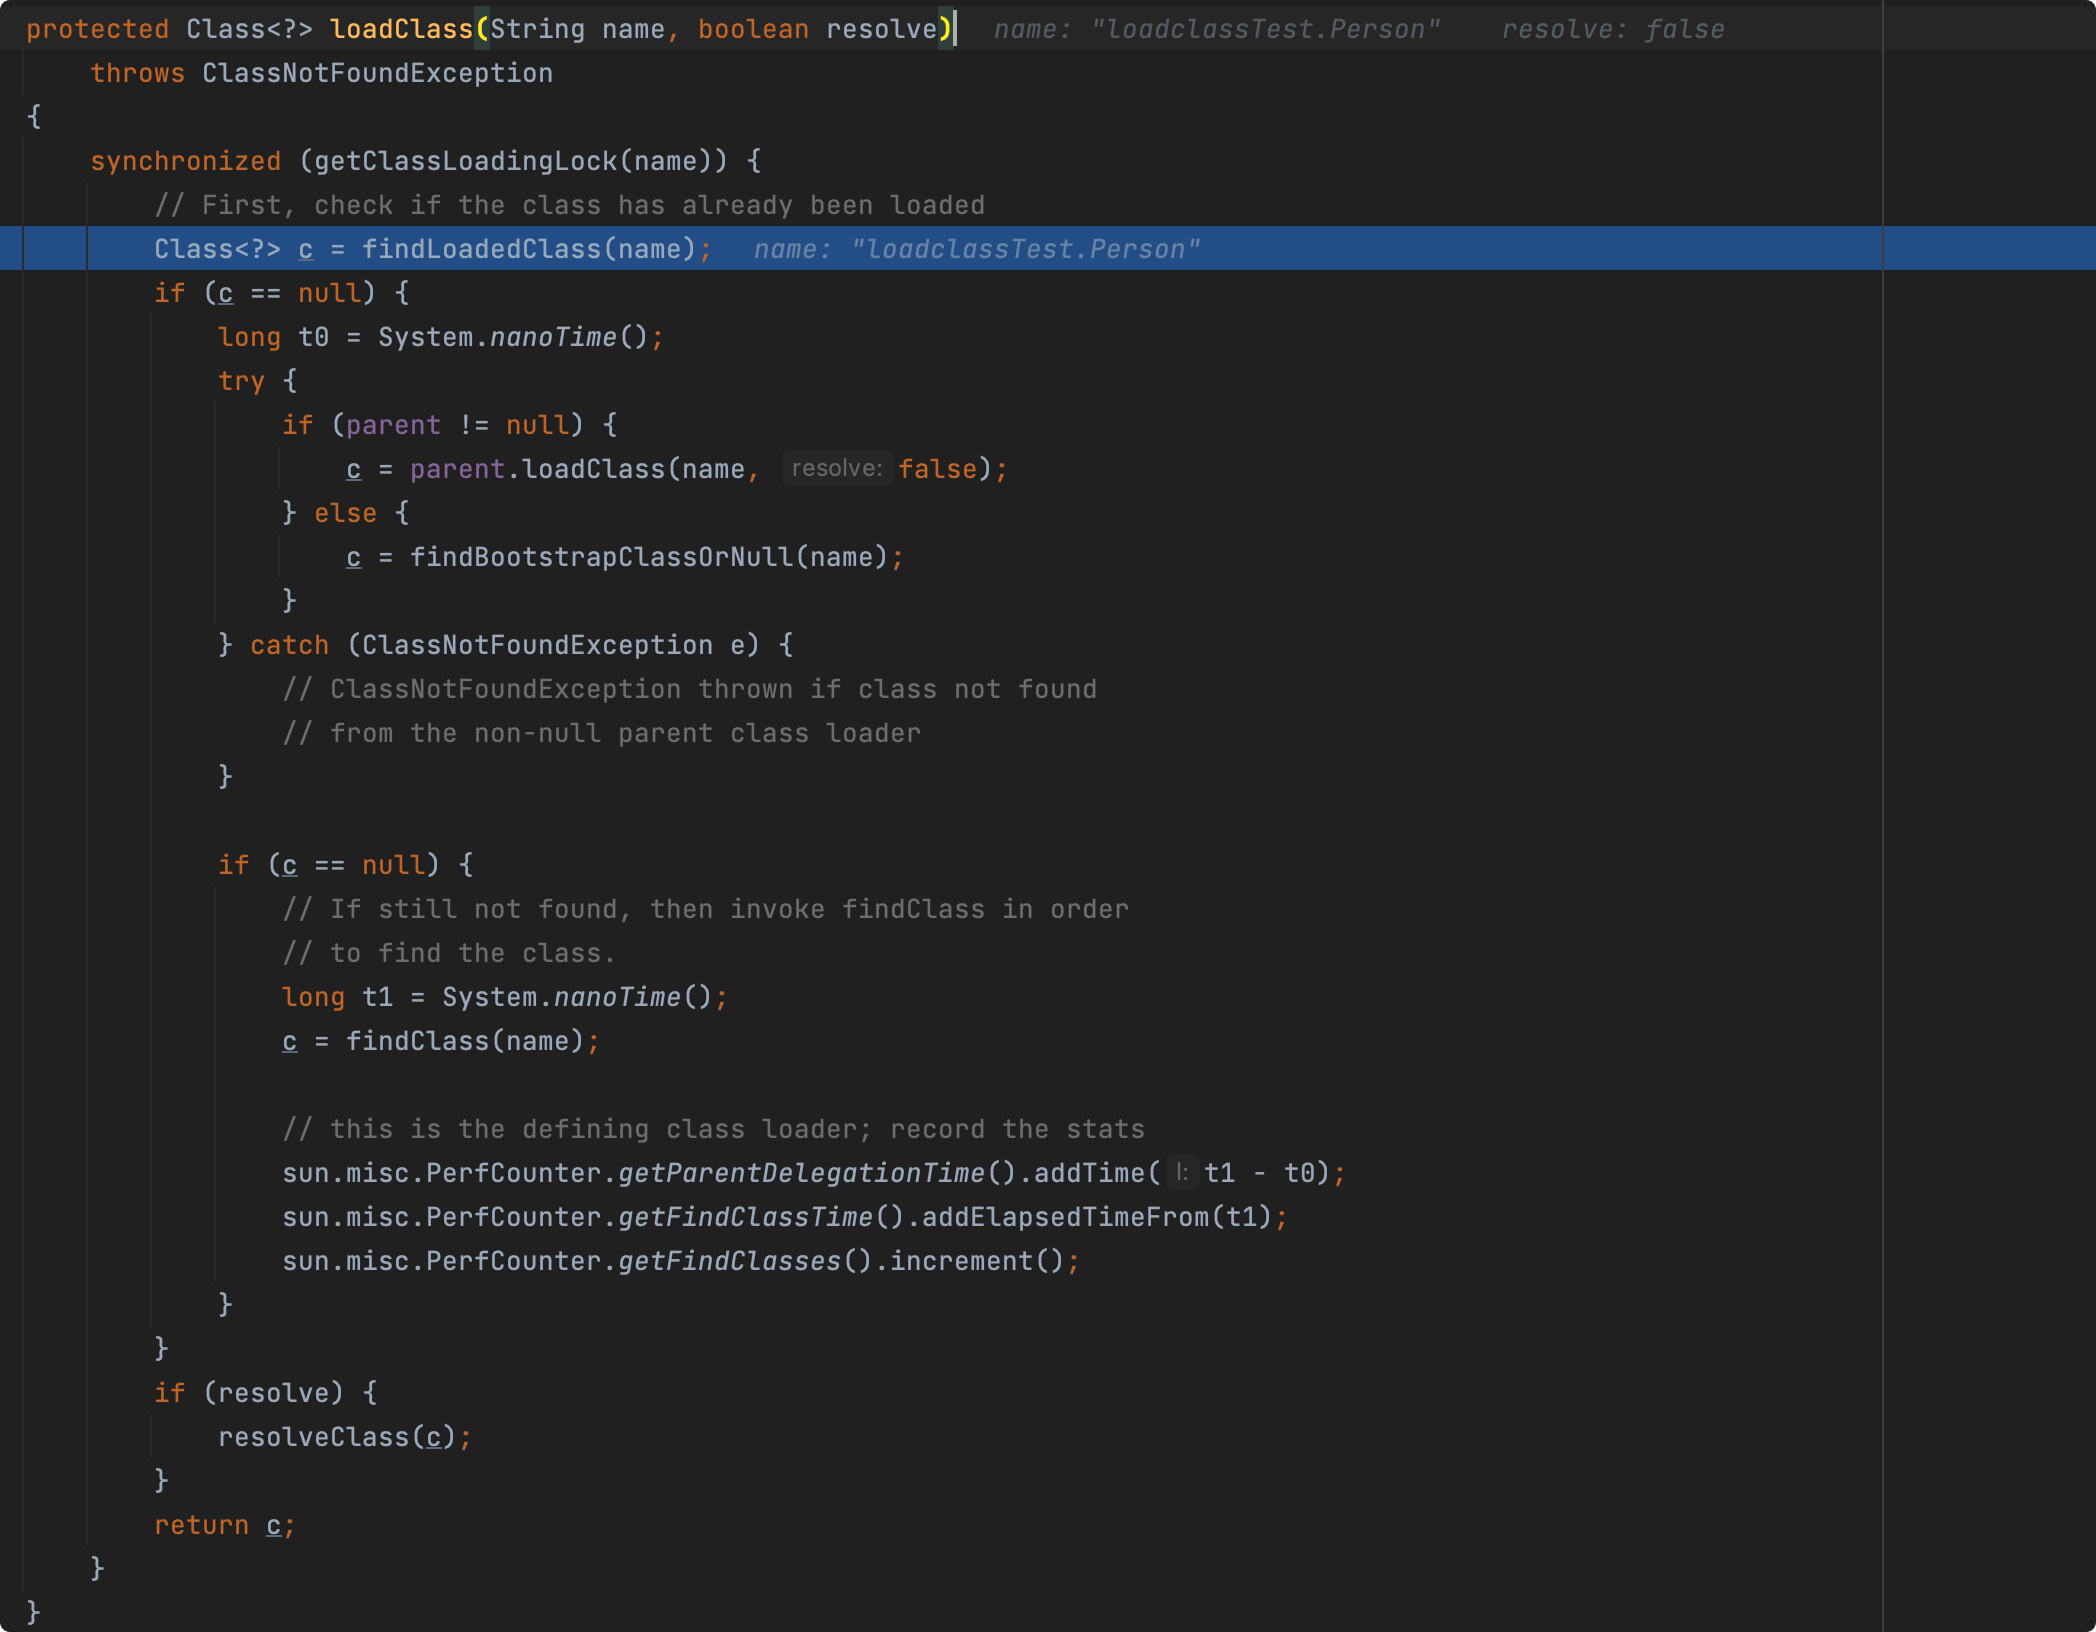 protected Class<?> loadClass(String name, boolean resolve)  name: "loadclassTest.Person"    resolve: false
    throws ClassNotFoundException
{
    synchronized (getClassLoadingLock(name)) {
        // First, check if the class has already been loaded
        Class<?> c = findLoadedClass(name);  name: "loadclassTest.Person"
        if (c == null) {
            long t0 = System.nanoTime();
            try {
                if (parent != null) {
                    c = parent.loadClass(name, resolve: false);
                } else {
                    c = findBootstrapClassOrNull(name);
                }
            } catch (ClassNotFoundException e) {
                // ClassNotFoundException thrown if class not found
                // from the non-null parent class loader
            }

            if (c == null) {
                // If still not found, then invoke findClass in order
                // to find the class.
                long t1 = System.nanoTime();
                c = findClass(name);

                // this is the defining class loader; record the stats
                sun.misc.PerfCounter.getParentDelegationTime().addTime( l: t1 - t0);
                sun.misc.PerfCounter.getFindClassTime().addElapsedTimeFrom(t1);
                sun.misc.PerfCounter.getFindClasses().increment();
            }
        }
        if (resolve) {
            resolveClass(c);
        }
        return c;
    }
}